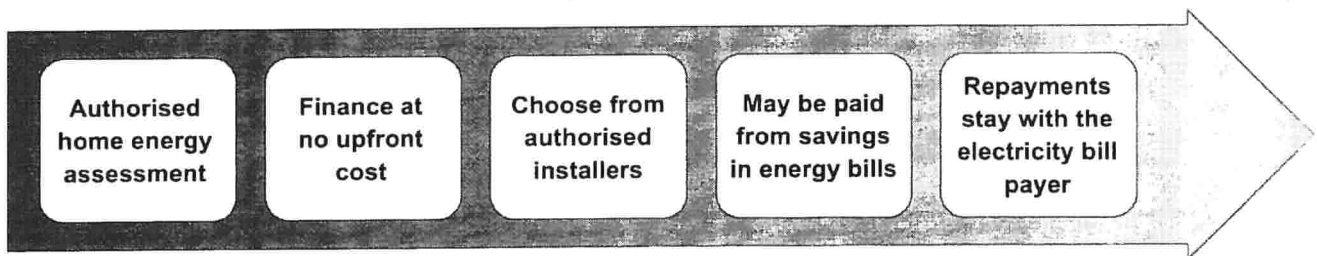 Authorised
home energy
assessment
Finance at
no upfront
cost
Choose from
authorised
installers
May be paid
from savings
in energy bills
Repayments
stay with the
electricity bill
payer